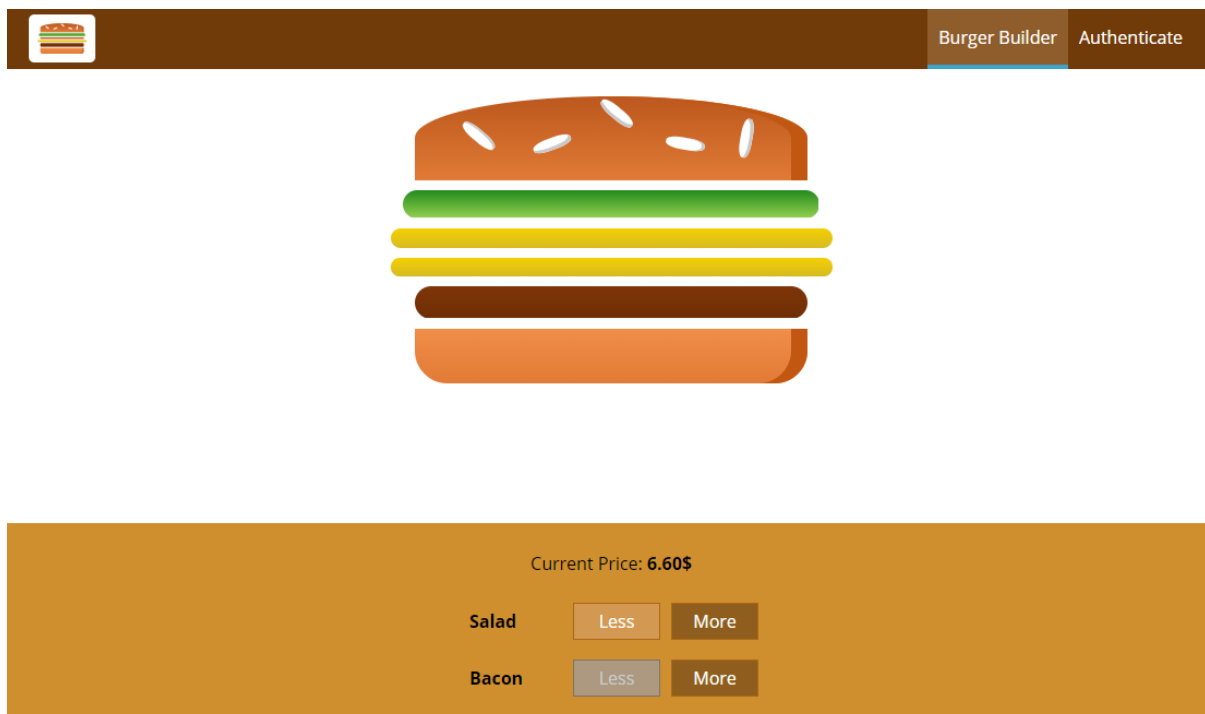 Burger Builder Authenticate
Current Price: 6.60$
Salad Less More
Bacon Less More